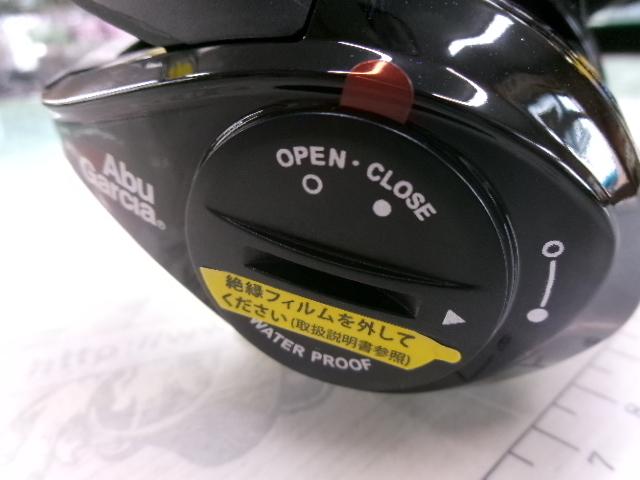 OPEN・CLOSE
Abu
Garcia®
絶縁フィルムを外して
ください(取扱説明書参照)
WATER PROOF
7